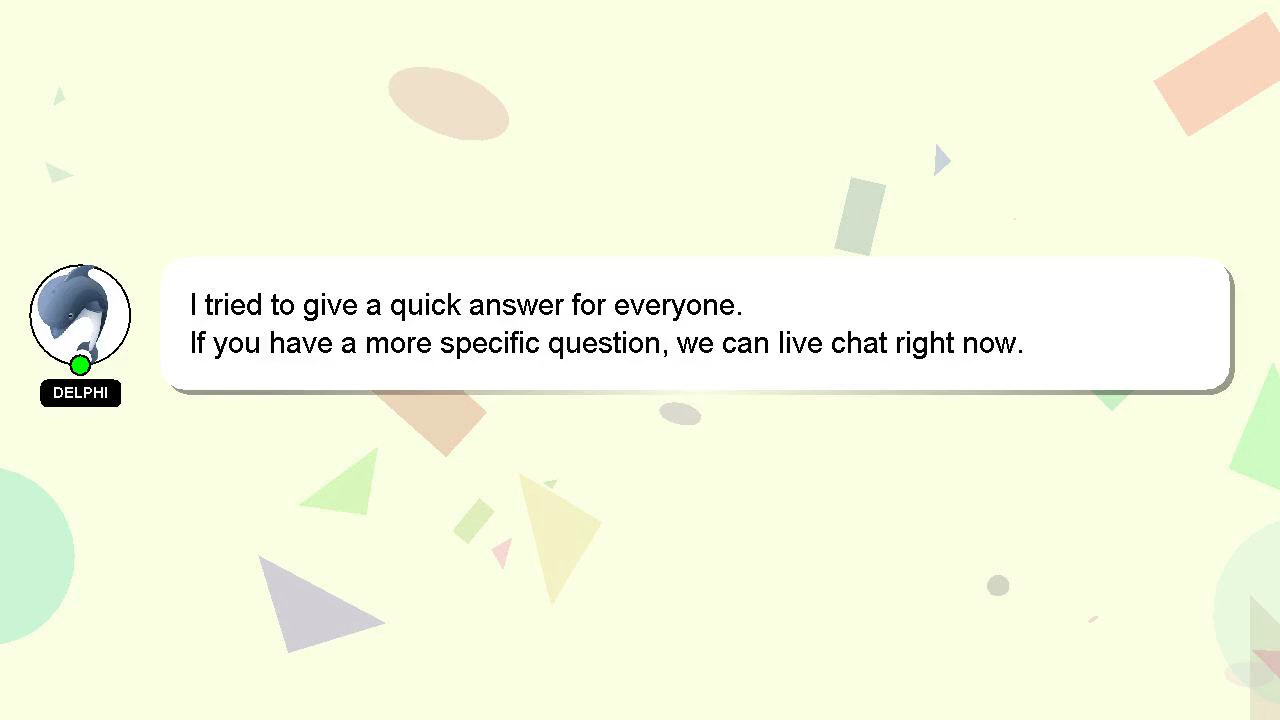 I tried to give a quick answer for everyone.
If you have a more specific question, we can live chat right now.
DELPHI